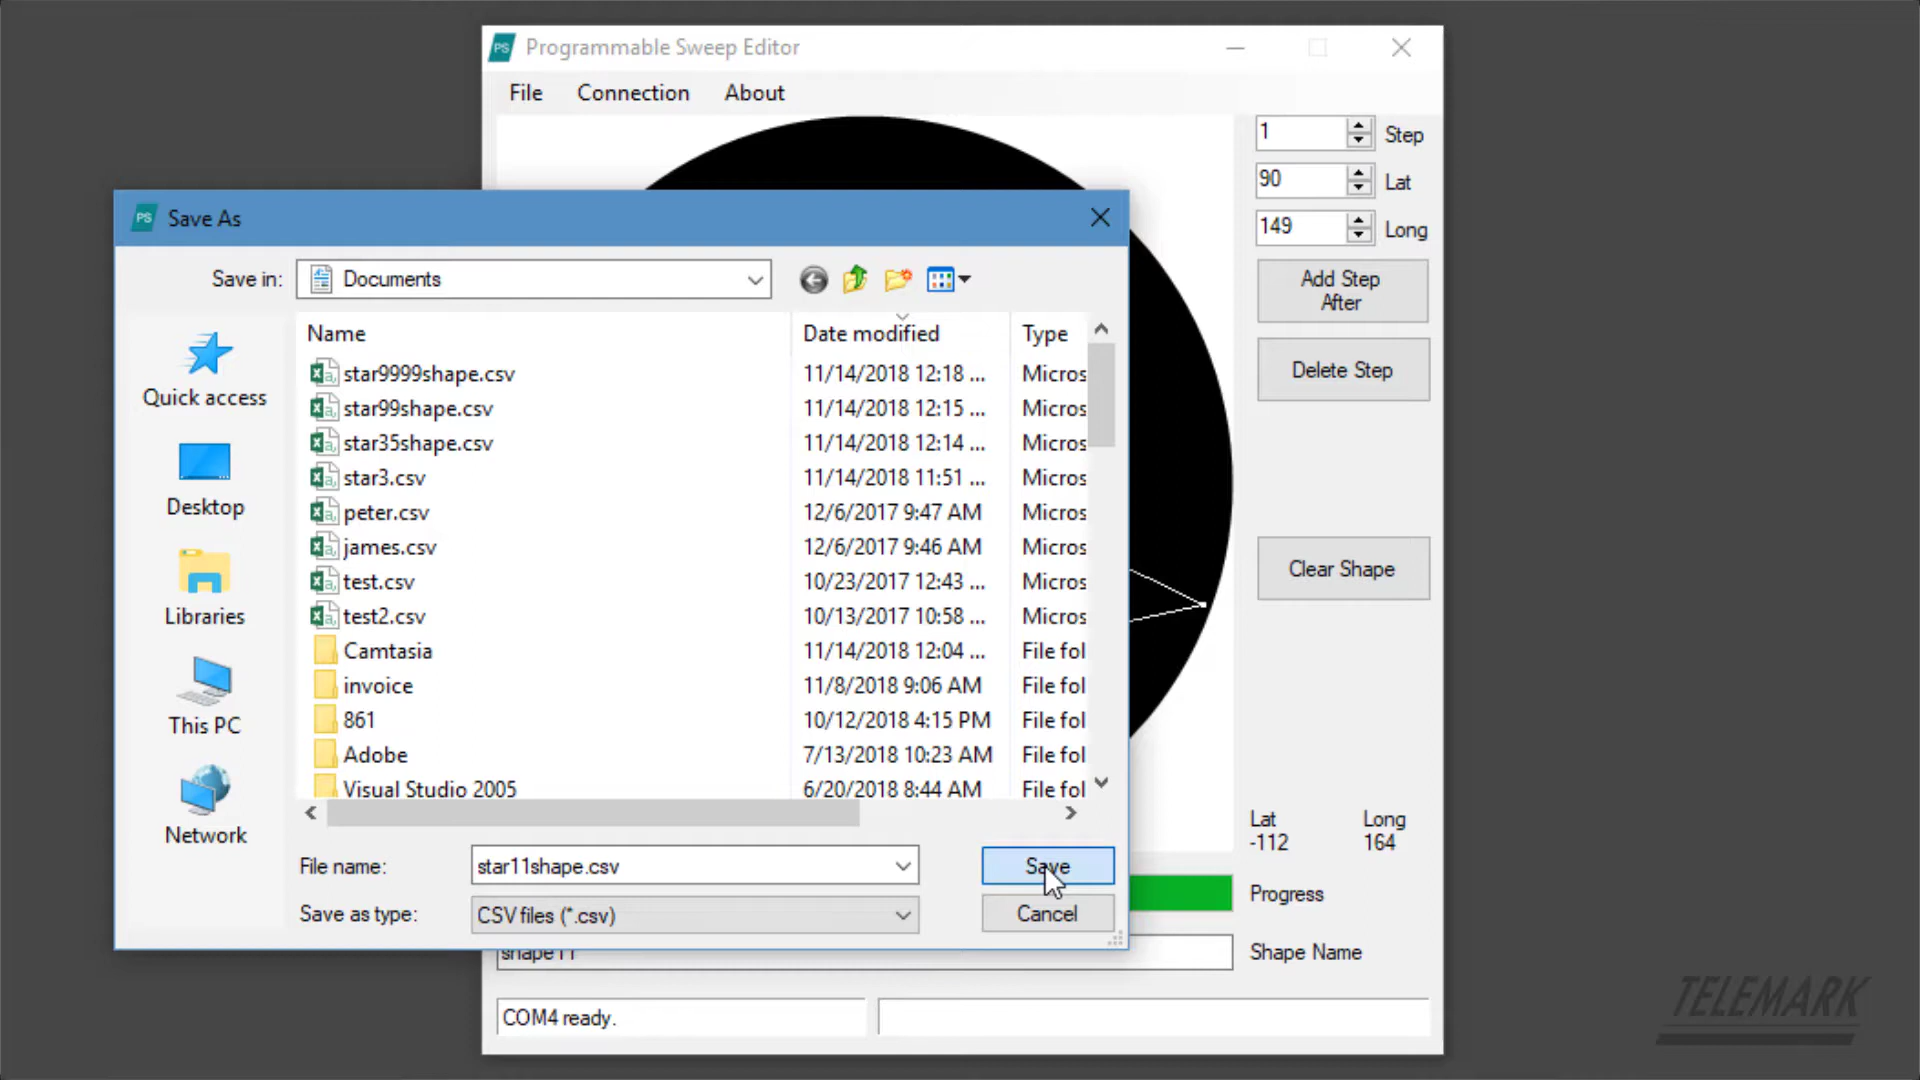 PS Programmable Sweep Editor
File Connection About
1 Step
90 Lat
149 Long
Add Step
After
Delete Step
Clear Shape
Lat Long
-112 164
Progress
shape11 Shape Name
COM4 ready.
PS Save As
Save in: Documents
Quick access
Desktop
Libraries
This PC
Network
Name Date modified Type
star9999shape.csv 11/14/2018 12:18 ... Micros
star99shape.csv 11/14/2018 12:15 ... Micros
star35shape.csv 11/14/2018 12:14 ... Micros
star3.csv 11/14/2018 11:51 ... Micros
peter.csv 12/6/2017 9:47 AM Micros
james.csv 12/6/2017 9:46 AM Micros
test.csv 10/23/2017 12:43 ... Micros
test2.csv 10/13/2017 10:58 ... Micros
Camtasia 11/14/2018 12:04 ... File fol
invoice 11/8/2018 9:06 AM File fol
861 10/12/2018 4:15 PM File fol
Adobe 7/13/2018 10:23 AM File fol
Visual Studio 2005 6/20/2018 8:44 AM File fol
File name: star11shape.csv Save
Save as type: CSV files (*.csv) Cancel
TELEMARK